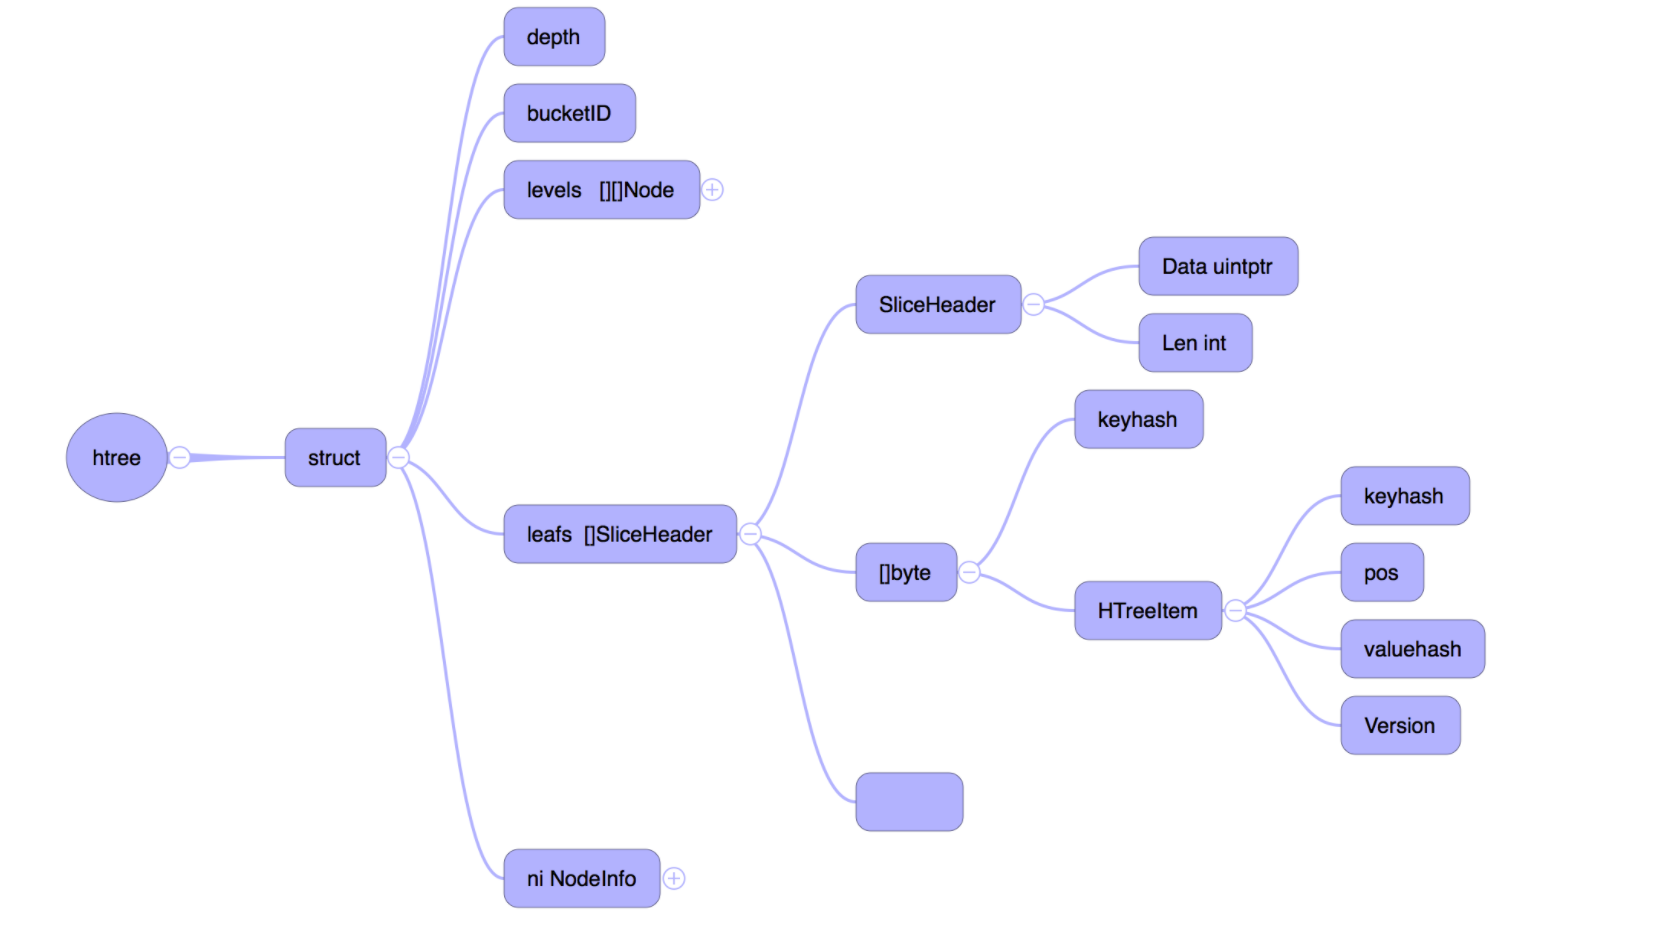 depth
bucketID
levels [][]Node
SliceHeader
Data uintptr
Len int
keyhash
htree
struct
leafs []SliceHeader
[]byte
HTreeItem
keyhash
pos
valuehash
Version
ni NodeInfo